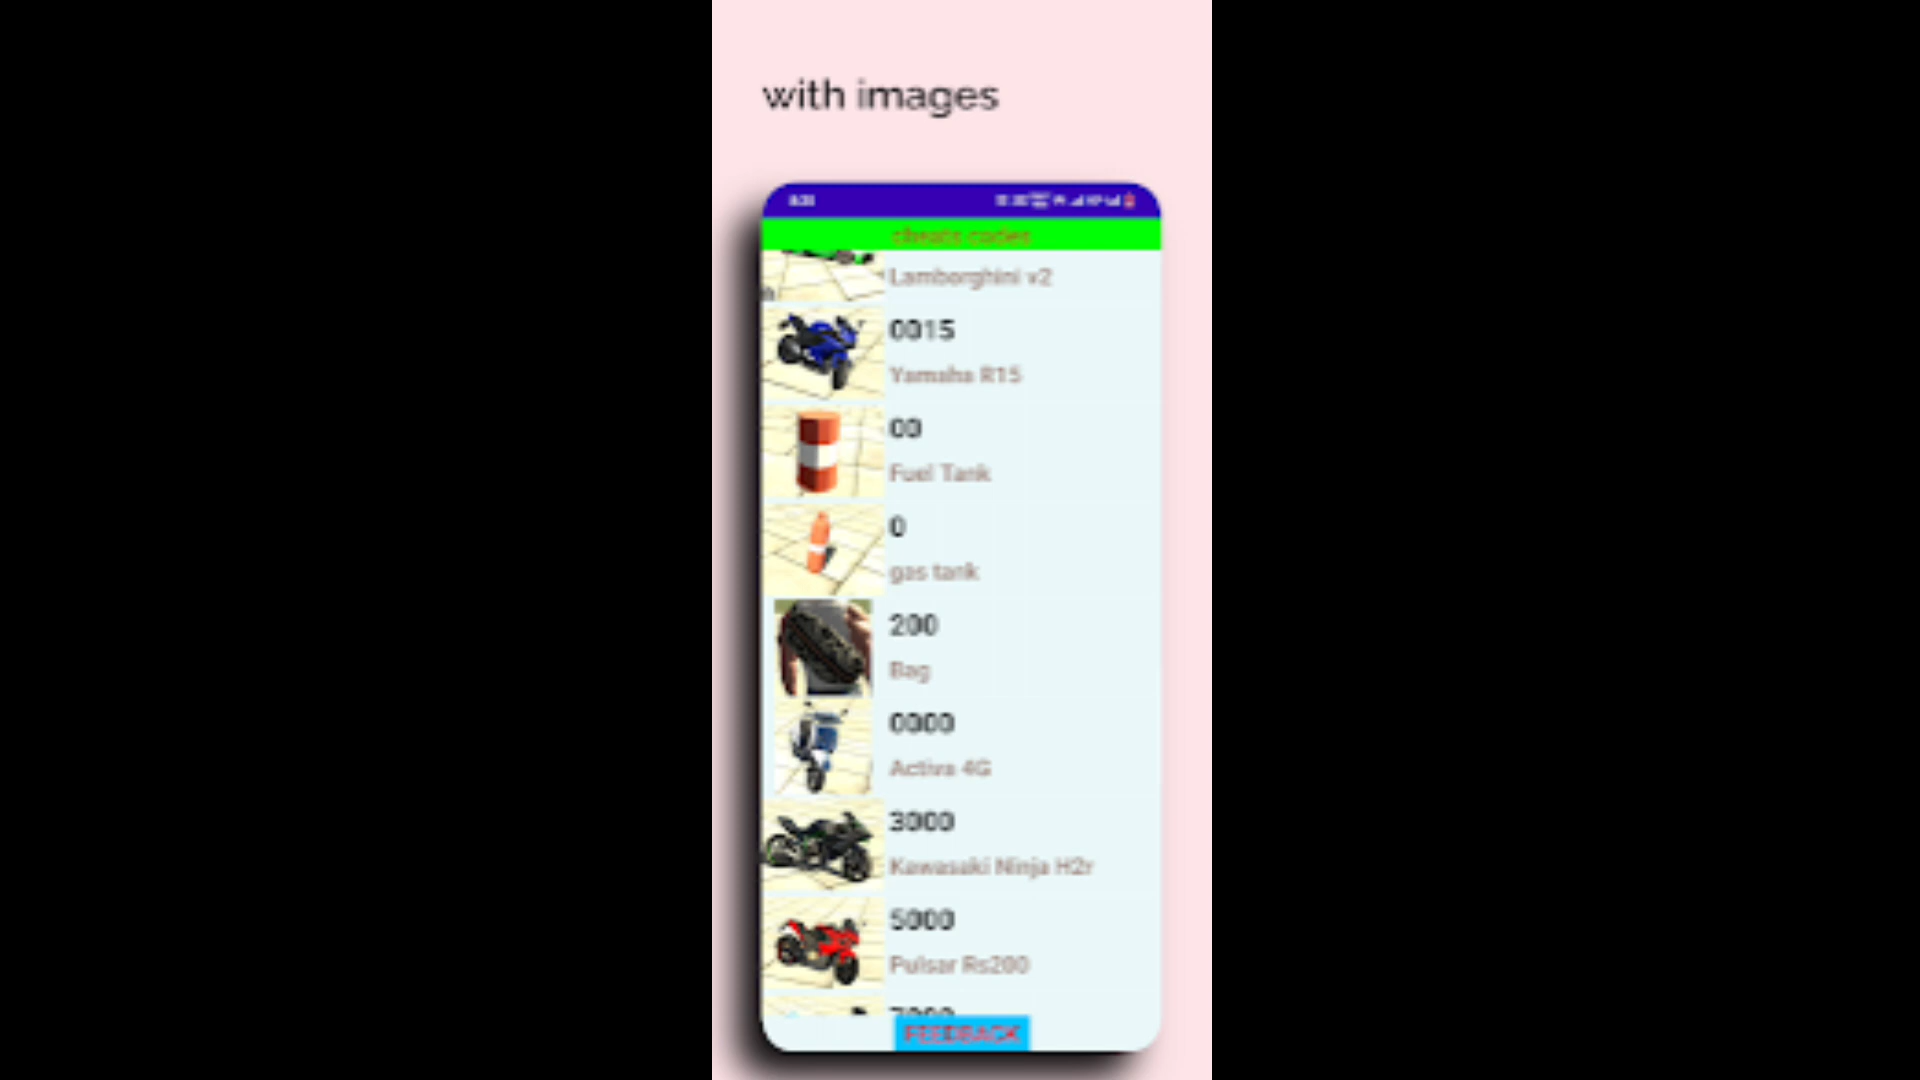 with images
cheats codes
Lamborghini v2
0015
Yamaha R15
00
Fuel Tank
0
gas tank
200
Bag
0000
Activa 4G
3000
Kawasaki Ninja H2r
5000
Pulsar Rs200
FEEDBACK